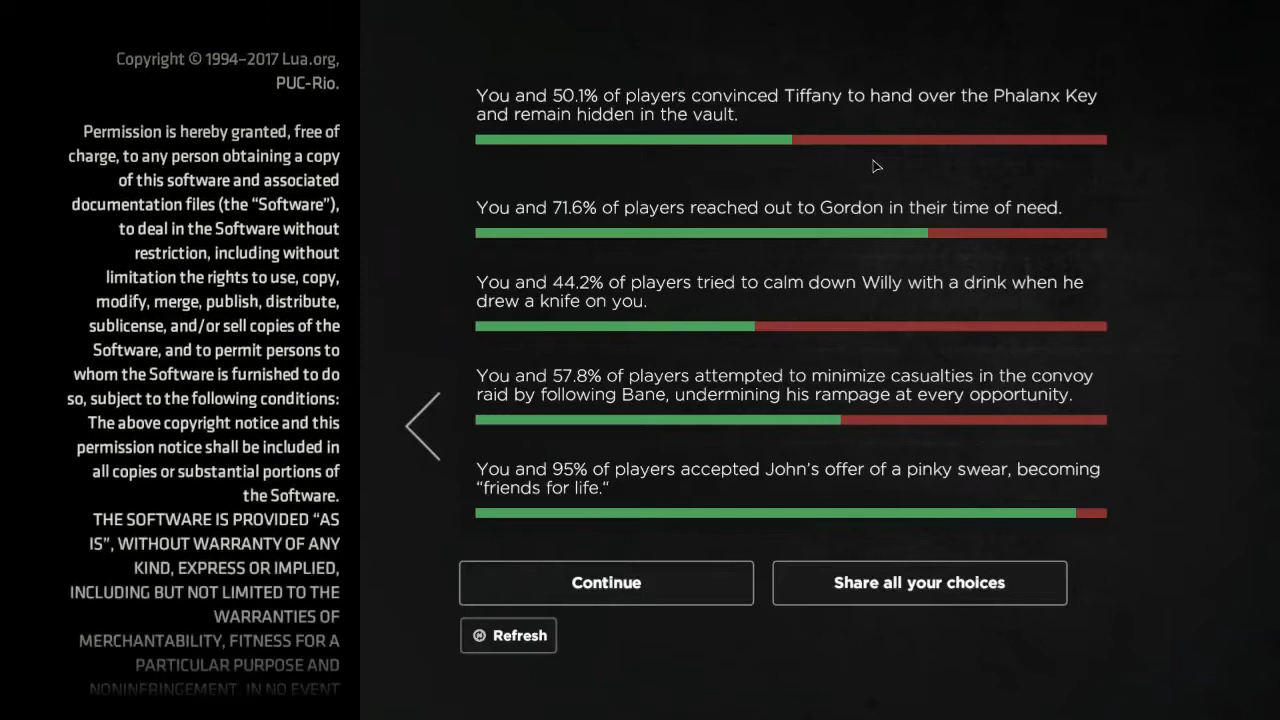 Copyright © 1994–2017 Lua.org,
PUC-Rio.
Permission is hereby granted, free of
charge, to any person obtaining a copy
of this software and associated
documentation files (the “Software”),
to deal in the Software without
restriction, including without
limitation the rights to use, copy,
modify, merge, publish, distribute,
sublicense, and/or sell copies of the
Software, and to permit persons to
whom the Software is furnished to do
so, subject to the following conditions:
The above copyright notice and this
permission notice shall be included in
all copies or substantial portions of
the Software.
THE SOFTWARE IS PROVIDED “AS
IS”, WITHOUT WARRANTY OF ANY
KIND, EXPRESS OR IMPLIED,
INCLUDING BUT NOT LIMITED TO THE
WARRANTIES OF
MERCHANTABILITY, FITNESS FOR A
PARTICULAR PURPOSE AND
NONINFRINGEMENT. IN NO EVENT
You and 50.1% of players convinced Tiffany to hand over the Phalanx Key
and remain hidden in the vault.
You and 71.6% of players reached out to Gordon in their time of need.
You and 44.2% of players tried to calm down Willy with a drink when he
drew a knife on you.
You and 57.8% of players attempted to minimize casualties in the convoy
raid by following Bane, undermining his rampage at every opportunity.
You and 95% of players accepted John’s offer of a pinky swear, becoming
“friends for life.“
Continue
Share all your choices
Refresh